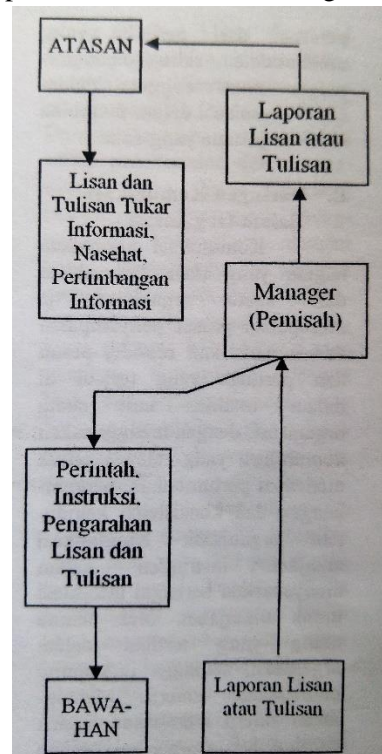 ATASAN
Laporan
Lisan atau
Tulisan
Lisan dan
Tulisan Tukar
Informasi,
Nasehat,
Pertimbangan
Informasi
Manager
(Pemisah)
Perintah,
Instruksi,
Pengarahan
Lisan dan
Tulisan
BAWA-
HAN
Laporan Lisan
atau Tulisan